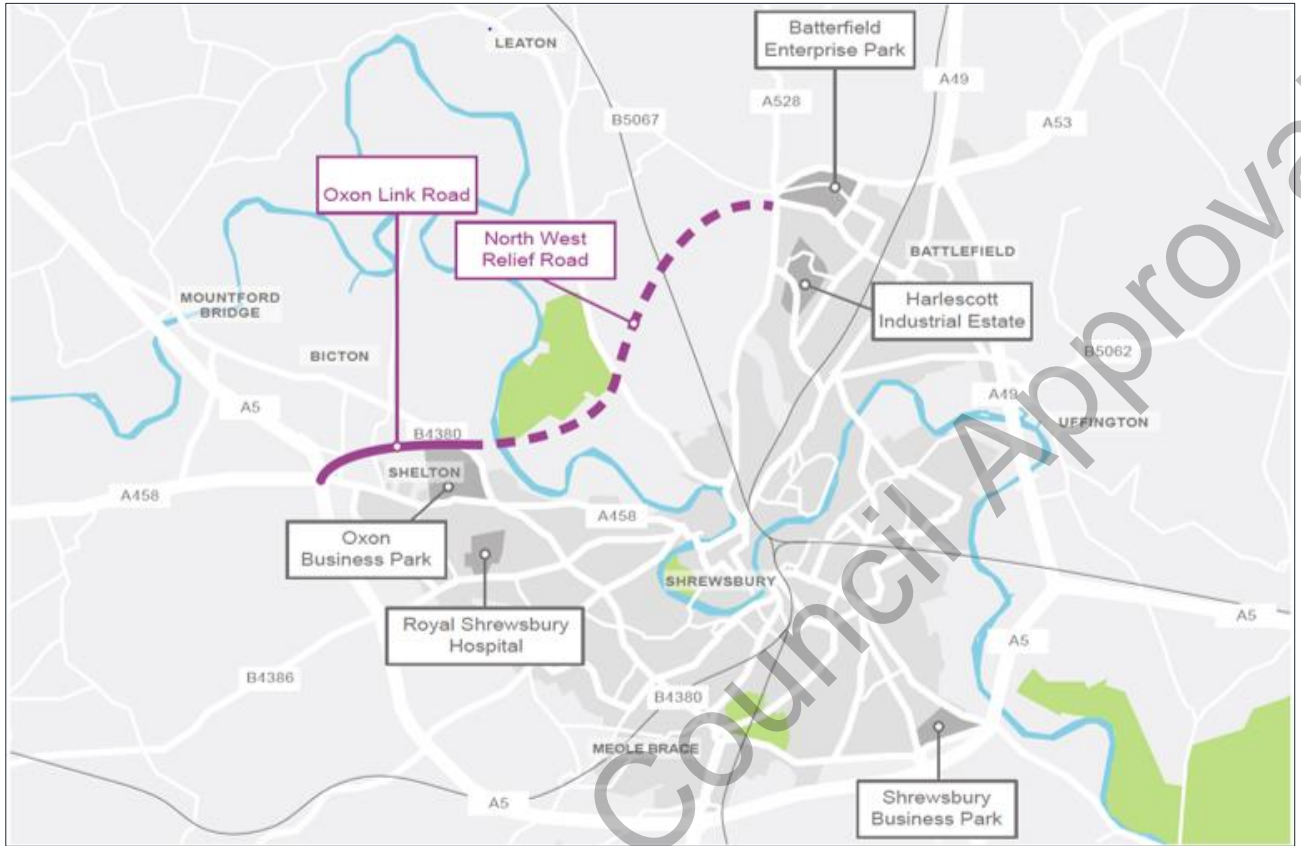 LEATON
Batterfield
Enterprise Park
A49
A528
B5067
A53
Oxon Link Road
North West
Relief Road
BATTLEFIELD
MOUNTFORD
BRIDGE
Harlescott
Industrial Estate
BICTON
B5062
A5
A49
UFFINGTON
B4380
SHELTON
A458
A458
Oxon
Business Park
SHREWSBURY
Royal Shrewsbury
Hospital
A5
A5
B4386
B4380
MEOLE BRACE
A5
Shrewsbury
Business Park
Council Approva